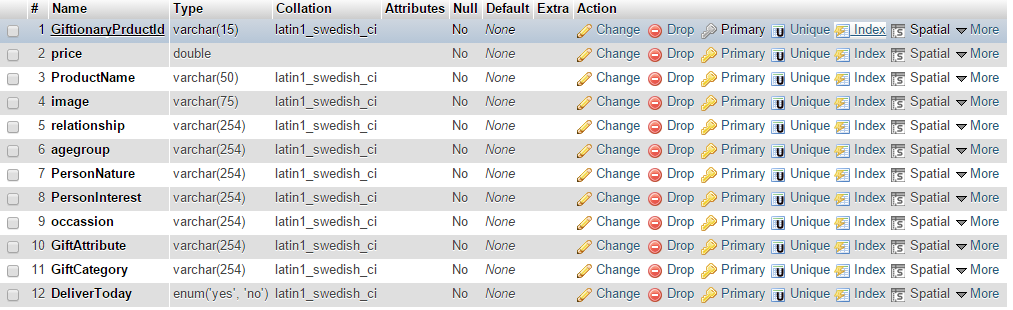 # Name Type Collation Attributes Null Default Extra Action
1 GiftionaryPrductId varchar(15) latin1_swedish_ci No None Change Drop Primary Unique Index Spatial More
2 price double No None Change Drop Primary Unique Index Spatial More
3 ProductName varchar(50) latin1_swedish_ci No None Change Drop Primary Unique Index Spatial More
4 image varchar(75) latin1_swedish_ci No None Change Drop Primary Unique Index Spatial More
5 relationship varchar(254) latin1_swedish_ci No None Change Drop Primary Unique Index Spatial More
6 agegroup varchar(254) latin1_swedish_ci No None Change Drop Primary Unique Index Spatial More
7 PersonNature varchar(254) latin1_swedish_ci No None Change Drop Primary Unique Index Spatial More
8 PersonInterest varchar(254) latin1_swedish_ci No None Change Drop Primary Unique Index Spatial More
9 occassion varchar(254) latin1_swedish_ci No None Change Drop Primary Unique Index Spatial More
10 GiftAttribute varchar(254) latin1_swedish_ci No None Change Drop Primary Unique Index Spatial More
11 GiftCategory varchar(254) latin1_swedish_ci No None Change Drop Primary Unique Index Spatial More
12 DeliverToday enum('yes', 'no') latin1_swedish_ci No None Change Drop Primary Unique Index Spatial More